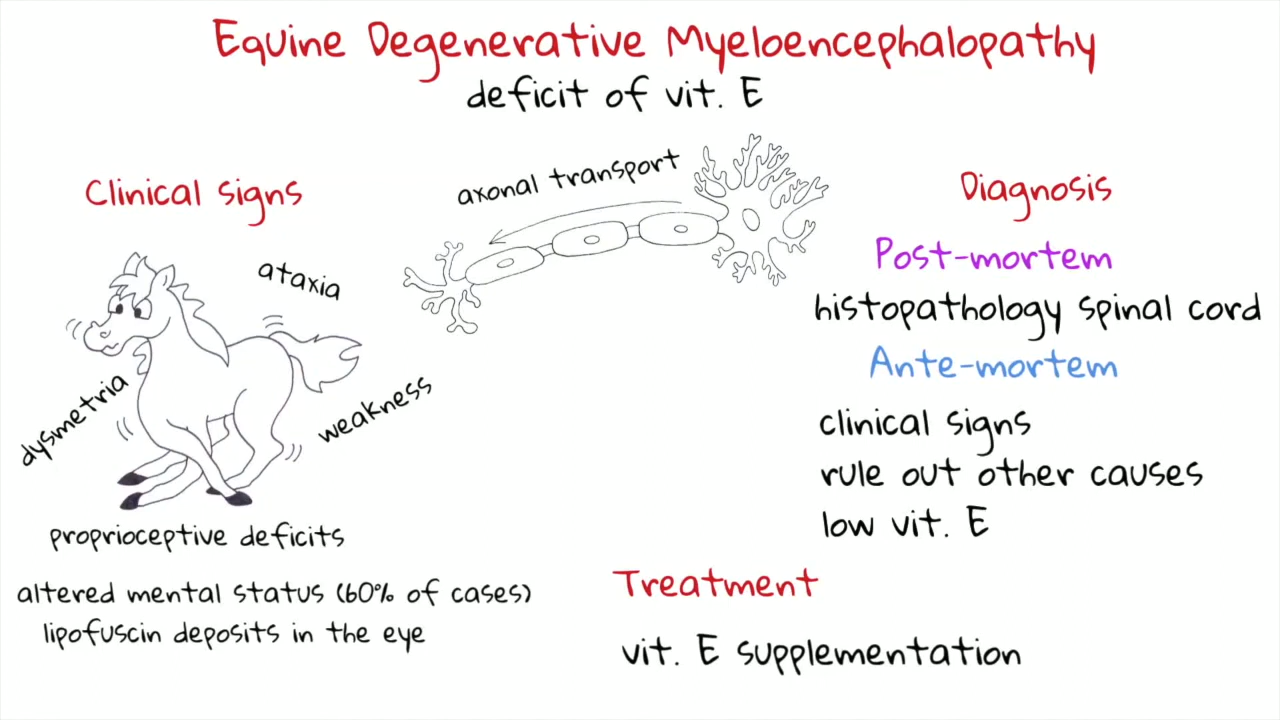 Equine Degenerative Myeloencephalopathy
deficit of vit. E
Clinical signs
ataxia
dysmetria
weakness
proprioceptive deficits
altered mental status (60% of cases)
lipofuscin deposits in the eye
axonal transport
Diagnosis
Post-mortem
histopathology spinal cord
Ante-mortem
clinical signs
rule out other causes
low vit. E
Treatment
vit. E supplementation